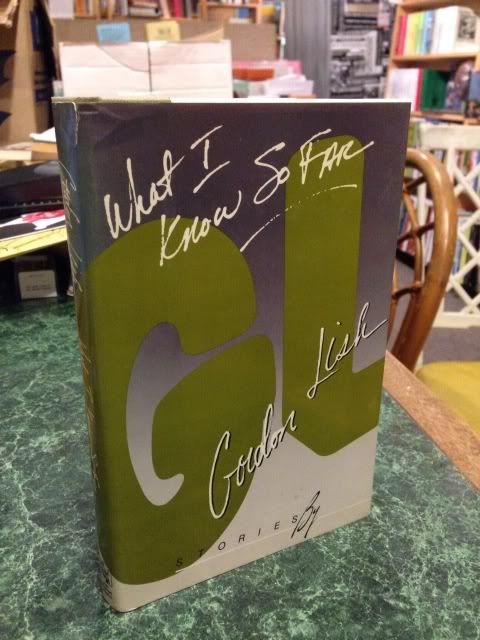 What I
Know So Far
GL
Gordon Lish
STORIES By